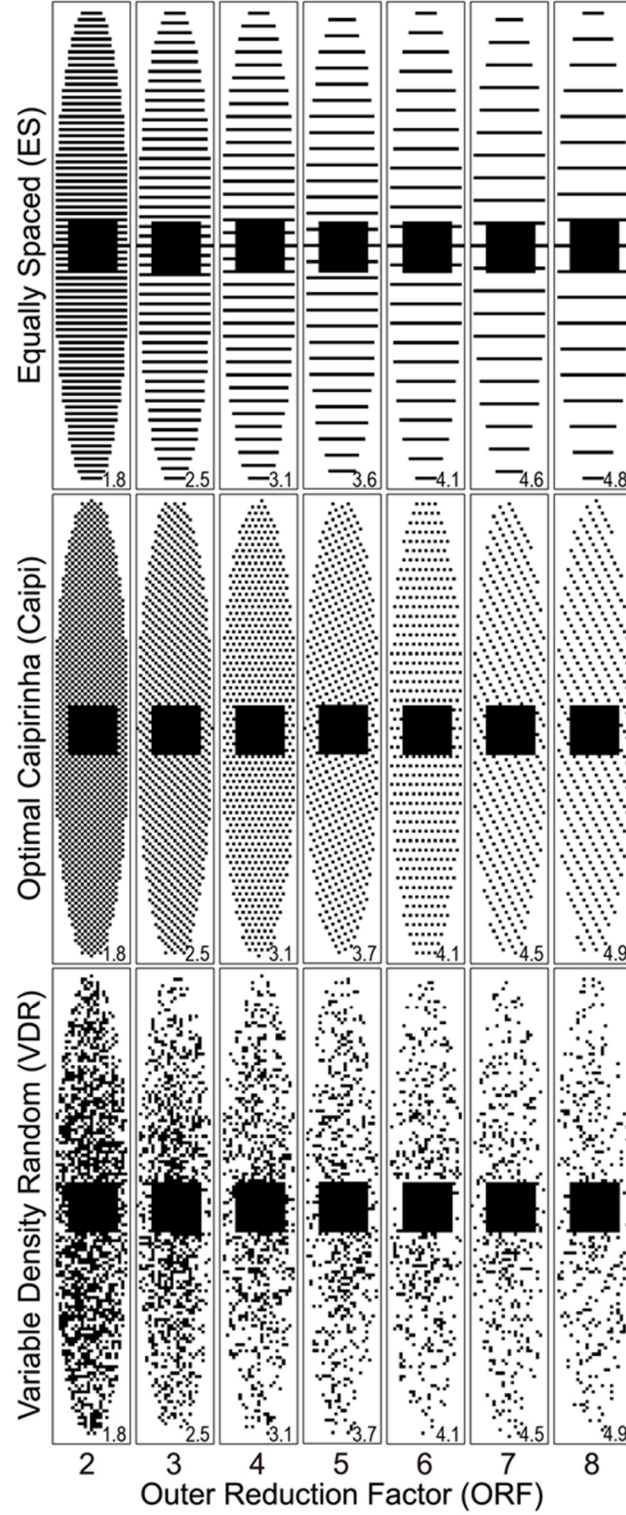 Equally Spaced (ES)
1.8 2.5 3.1 3.6 4.1 4.6 4.8
Optimal Caipirinha (Caipi)
1.8 2.5 3.1 3.7 4.1 4.5 4.9
Variable Density Random (VDR)
1.8 2.5 3.1 3.7 4.1 4.5 4.9
2 3 4 5 6 7 8
Outer Reduction Factor (ORF)